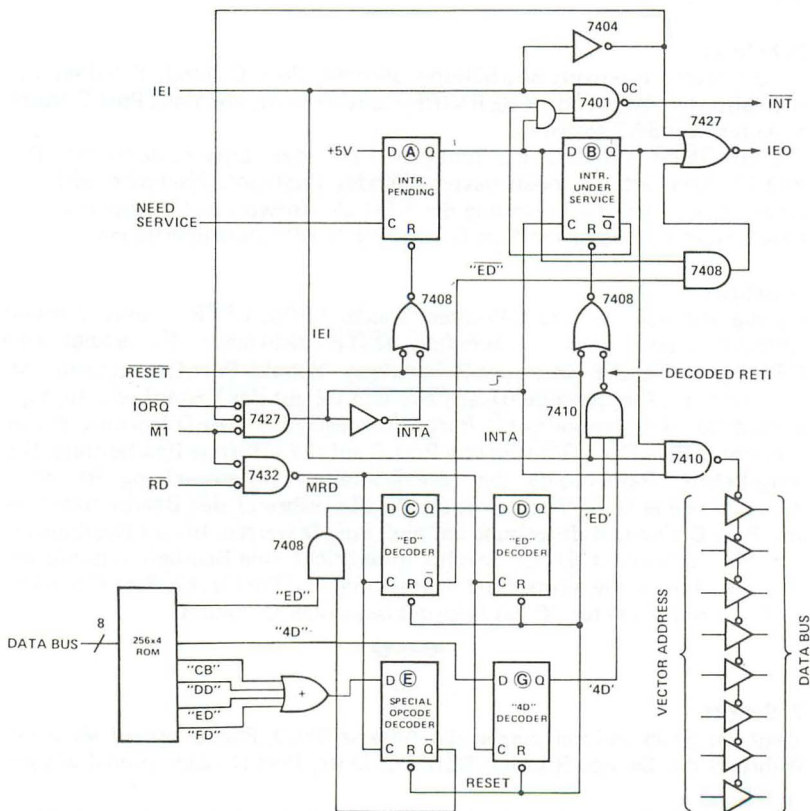 7404
IEI
OC
7401
INT
7427
+5V
D A Q
INTR.
PENDING
C R
D B Q
INTR.
UNDER
SERVICE
C R Q
IEO
NEED
SERVICE
"ED"
7408
7408
7408
IEI
RESET
DECODED RETI
IORQ
7427
INTA
7410
M1
INTA
7410
7432
RD
MRD
D C
"ED"
DECODER
C R Q
D D Q
"ED"
DECODER
C R
'ED'
7408
"ED"
DATA BUS
8
256x4
ROM
"4D"
"CB"
"DD"
"ED"
"FD"
+
D E
SPECIAL
OPCODE
DECODER
C R Q
D G Q
"4D"
DECODER
C R
'4D'
RESET
VECTOR ADDRESS
DATA BUS